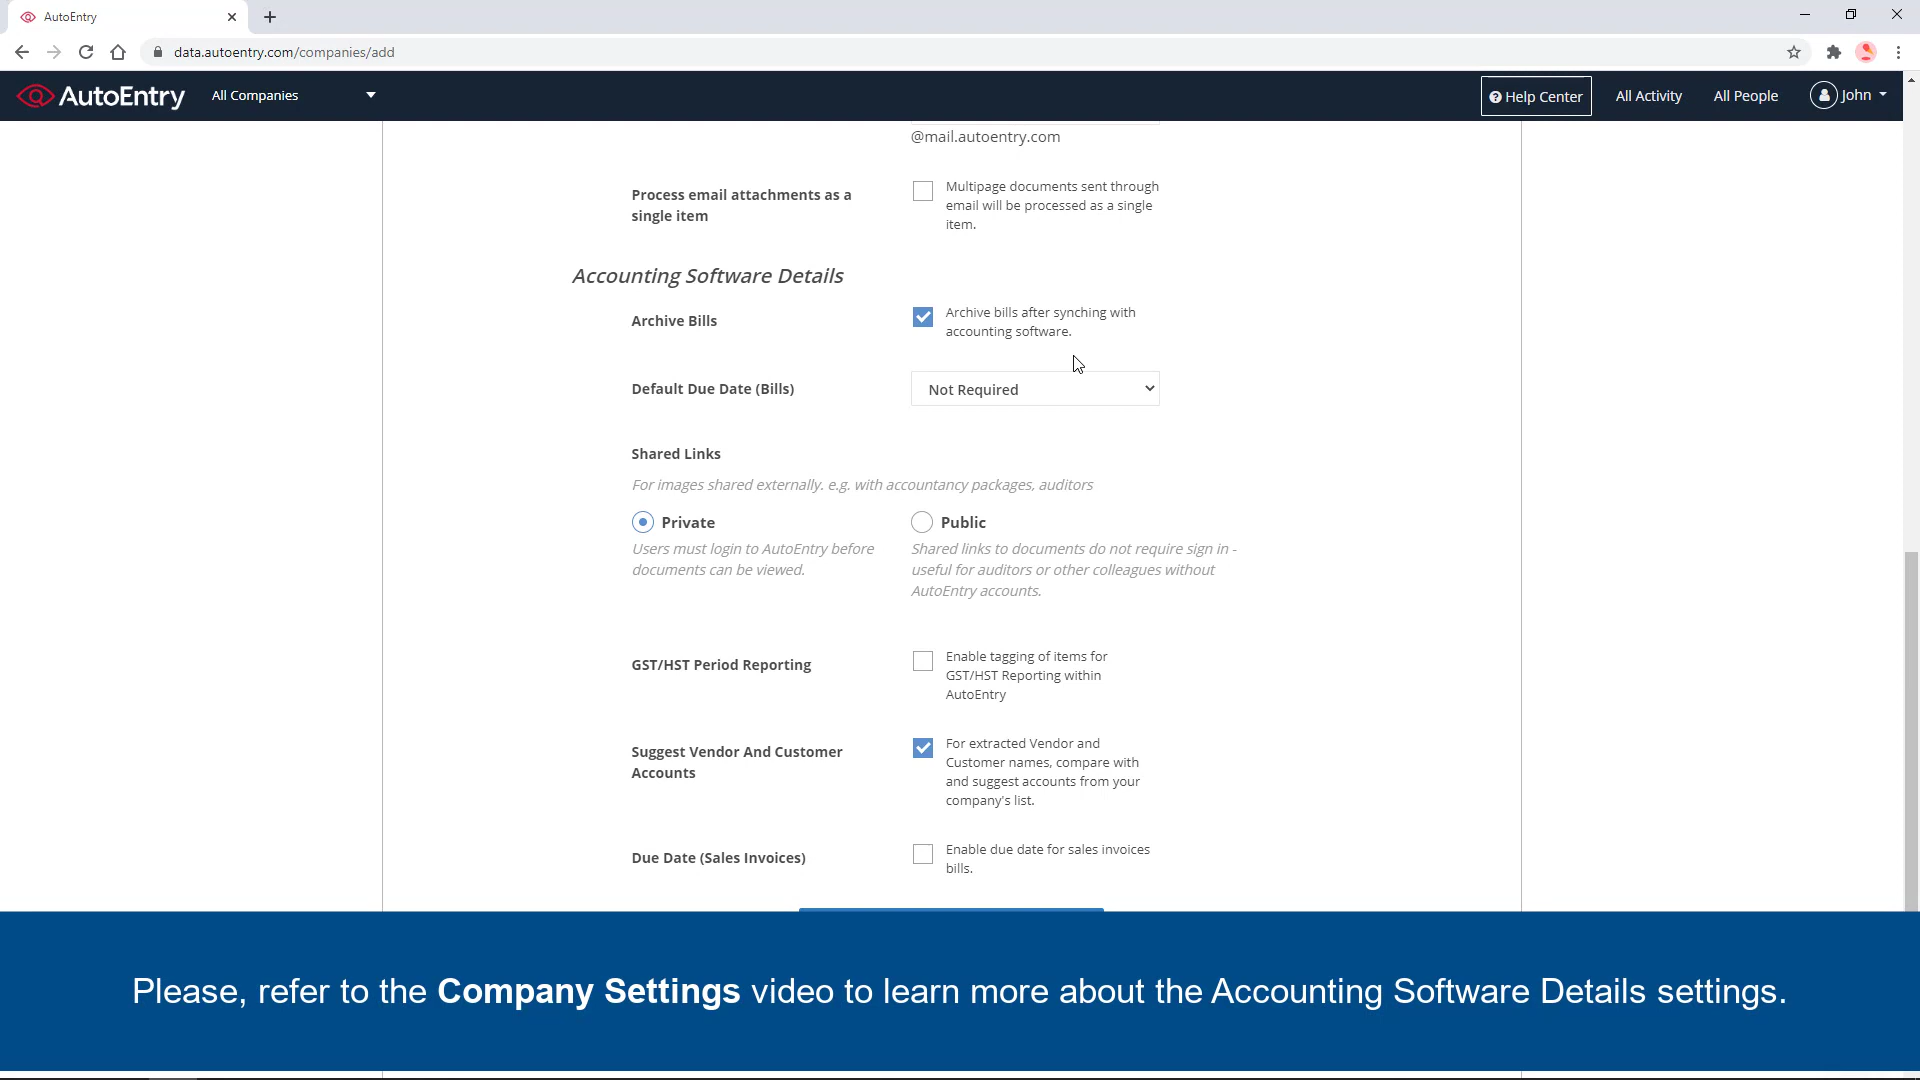 AutoEntry
data.autoentry.com/companies/add
AutoEntry
All Companies
Help Center
All Activity
All People
John
@mail.autoentry.com
Process email attachments as a
single item
Multipage documents sent through
email will be processed as a single
item.
Accounting Software Details
Archive Bills
Archive bills after synching with
accounting software.
Default Due Date (Bills)
Not Required
Shared Links
For images shared externally. e.g. with accountancy packages, auditors
Private
Users must login to AutoEntry before
documents can be viewed.
Public
Shared links to documents do not require sign in -
useful for auditors or other colleagues without
AutoEntry accounts.
GST/HST Period Reporting
Enable tagging of items for
GST/HST Reporting within
AutoEntry
Suggest Vendor And Customer
Accounts
For extracted Vendor and
Customer names, compare with
and suggest accounts from your
company's list.
Due Date (Sales Invoices)
Enable due date for sales invoices
bills.
Please, refer to the Company Settings video to learn more about the Accounting Software Details settings.